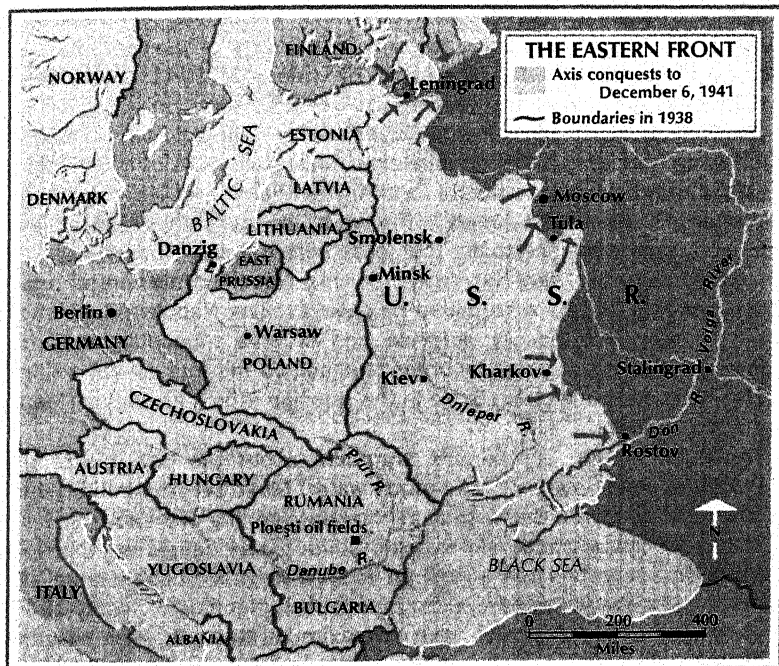 THE EASTERN FRONT
Axis conquests to
December 6, 1941
Boundaries in 1938
NORWAY
FINLAND
Leningrad
ESTONIA
BALTIC SEA
LATVIA
Moscow
DENMARK
LITHUANIA
Smolensk
Tula
Danzig
EAST
PRUSSIA
Minsk
U. S. S. R.
Volga River
Berlin
GERMANY
Warsaw
POLAND
Kiev
Kharkov
Stalingrad
CZECHOSLOVAKIA
Dnieper R.
Don R.
Rostov
AUSTRIA
HUNGARY
Prut R.
RUMANIA
Ploesti oil fields
N
YUGOSLAVIA
BLACK SEA
ITALY
Danube R.
BULGARIA
ALBANIA
0 200 400
Miles